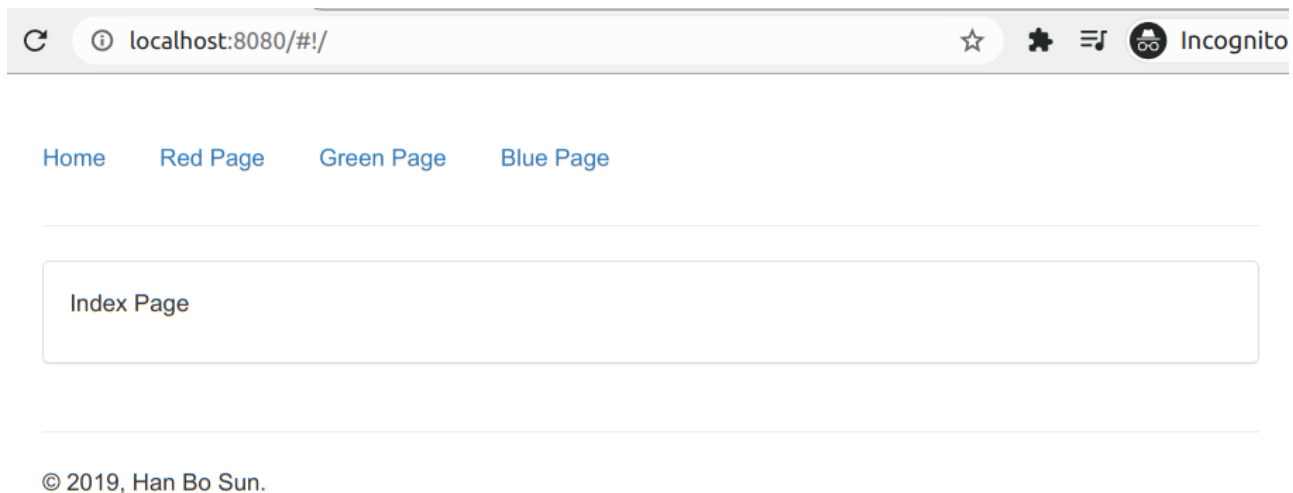 localhost:8080/#!/ Incognito
Home Red Page Green Page Blue Page
Index Page
© 2019, Han Bo Sun.